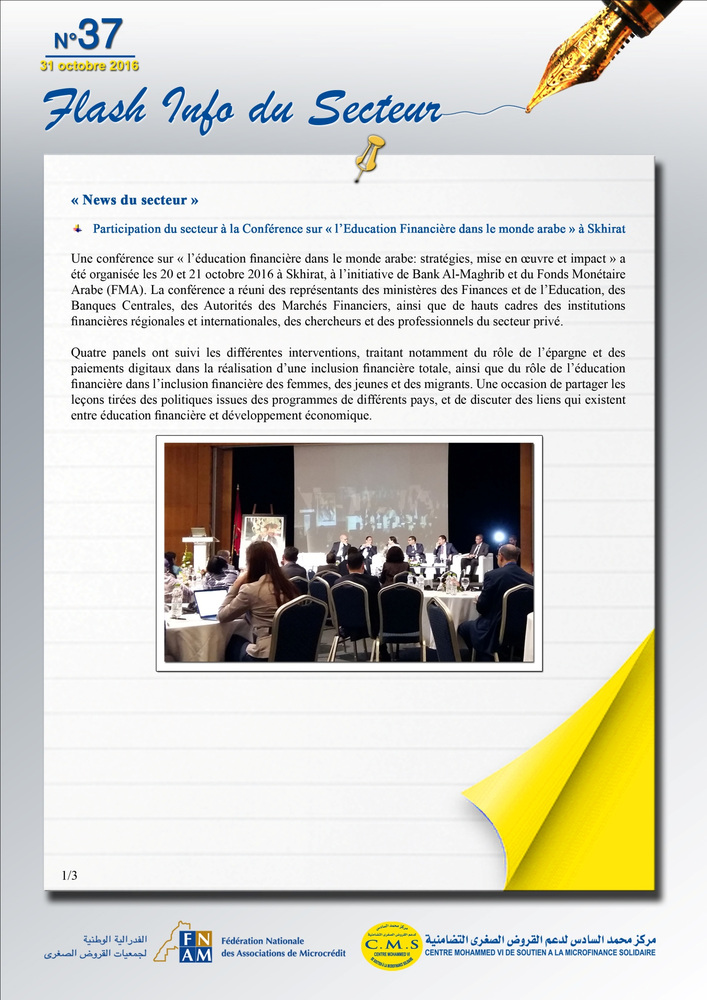 N°37
31 octobre 2016
Flash Info du Secteur
« News du secteur »
Participation du secteur à la Conférence sur « l’Education Financière dans le monde arabe » à Skhirat
Une conférence sur « l’éducation financière dans le monde arabe: stratégies, mise en œuvre et impact » a
été organisée les 20 et 21 octobre 2016 à Skhirat, à l’initiative de Bank Al-Maghrib et du Fonds Monétaire
Arabe (FMA). La conférence a réuni des représentants des ministères des Finances et de l’Education, des
Banques Centrales, des Autorités des Marchés Financiers, ainsi que de hauts cadres des institutions
financières régionales et internationales, des chercheurs et des professionnels du secteur privé.
Quatre panels ont suivi les différentes interventions, traitant notamment du rôle de l’épargne et des
paiements digitaux dans la réalisation d’une inclusion financière totale, ainsi que du rôle de l’éducation
financière dans l’inclusion financière des femmes, des jeunes et des migrants. Une occasion de partager les
leçons tirées des politiques issues des programmes de différents pays, et de discuter des liens qui existent
entre éducation financière et développement économique.
1/3
الفدرالية الوطنية
لجمعيات القروض الصغرى
FN
AM
Fédération Nationale
des Associations de Microcrédit
مركز محمد السادس
لدعم القروض الصغرى التضامنية
C.M.S
CENTRE MOHAMMED VI
DE SOUTIEN À LA MICROFINANCE SOLIDAIRE
مركز محمد السادس لدعم القروض الصغرى التضامنية
CENTRE MOHAMMED VI DE SOUTIEN A LA MICROFINANCE SOLIDAIRE